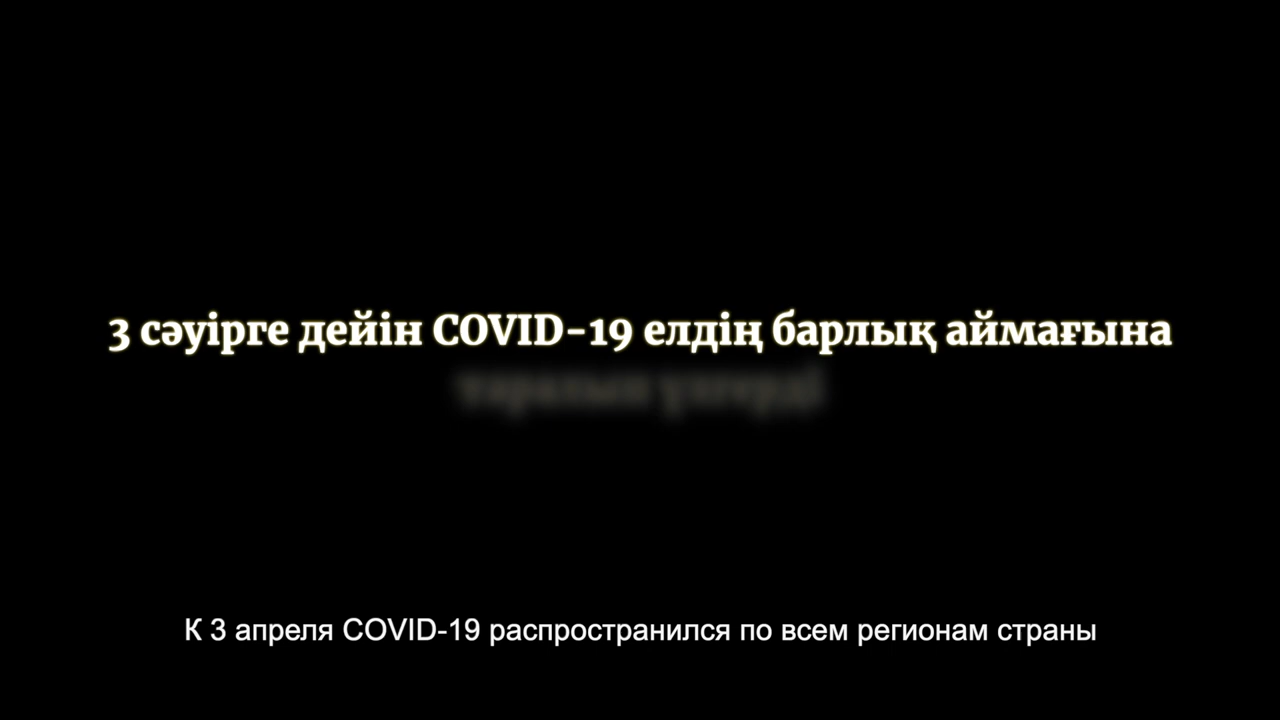 3 сәуірге дейін COVID-19 елдің барлық аймағына
К 3 апреля COVID-19 распространился по всем регионам страны